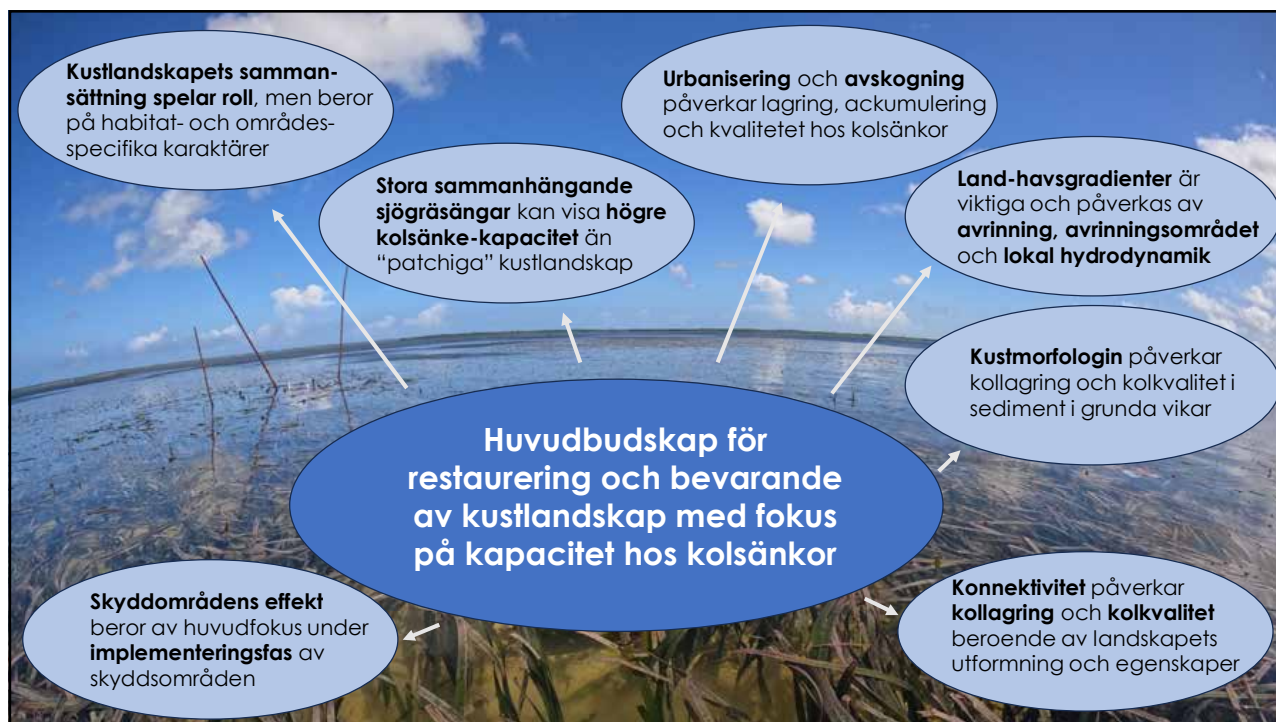 Kustlandskapets samman-
sättning spelar roll, men beror
på habitat- och områdes-
specifika karaktärer
Urbanisering och avskogning
påverkar lagring, ackumulering
och kvalitetet hos kolsänkor
Stora sammanhängande
sjögräsängar kan visa högre
kolsänke-kapacitet än
“patchiga” kustlandskap
Land-havsgradienter är
viktiga och påverkas av
avrinning, avrinningsområdet
och lokal hydrodynamik
Kustmorfologin påverkar
kollagring och kolkvalitet i
sediment i grunda vikar
Huvudbudskap för
restaurering och bevarande
av kustlandskap med fokus
på kapacitet hos kolsänkor
Skyddområdens effekt
beror av huvudfokus under
implementeringsfas av
skyddsområden
Konnektivitet påverkar
kollagring och kolkvalitet
beroende av landskapets
utformning och egenskaper